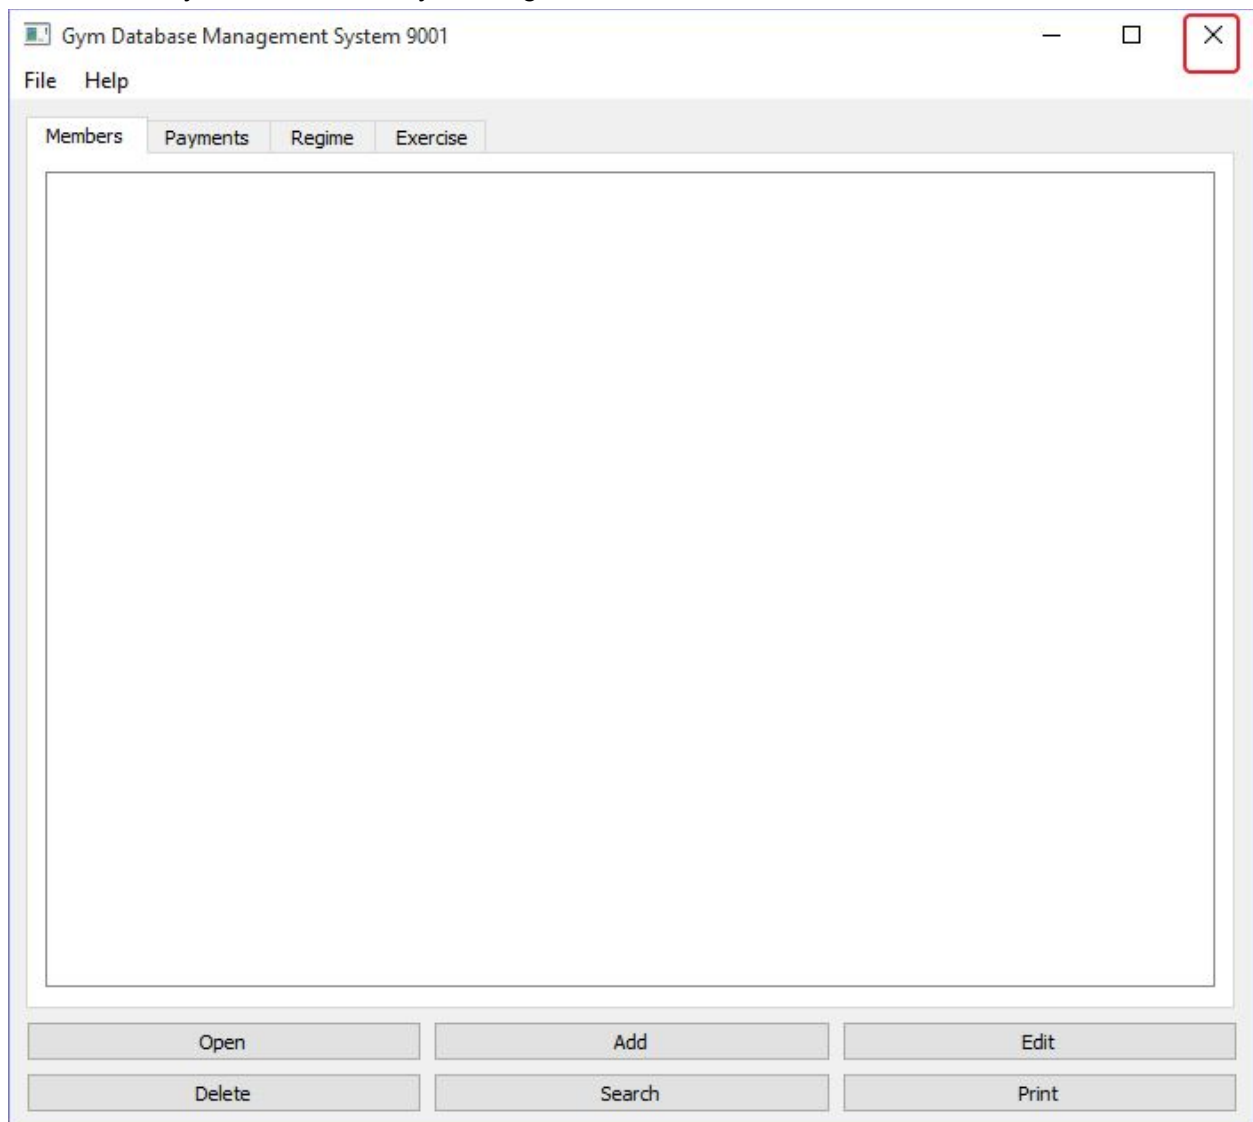 Gym Database Management System 9001
File Help
Members Payments Regime Exercise
Open Add Edit
Delete Search Print